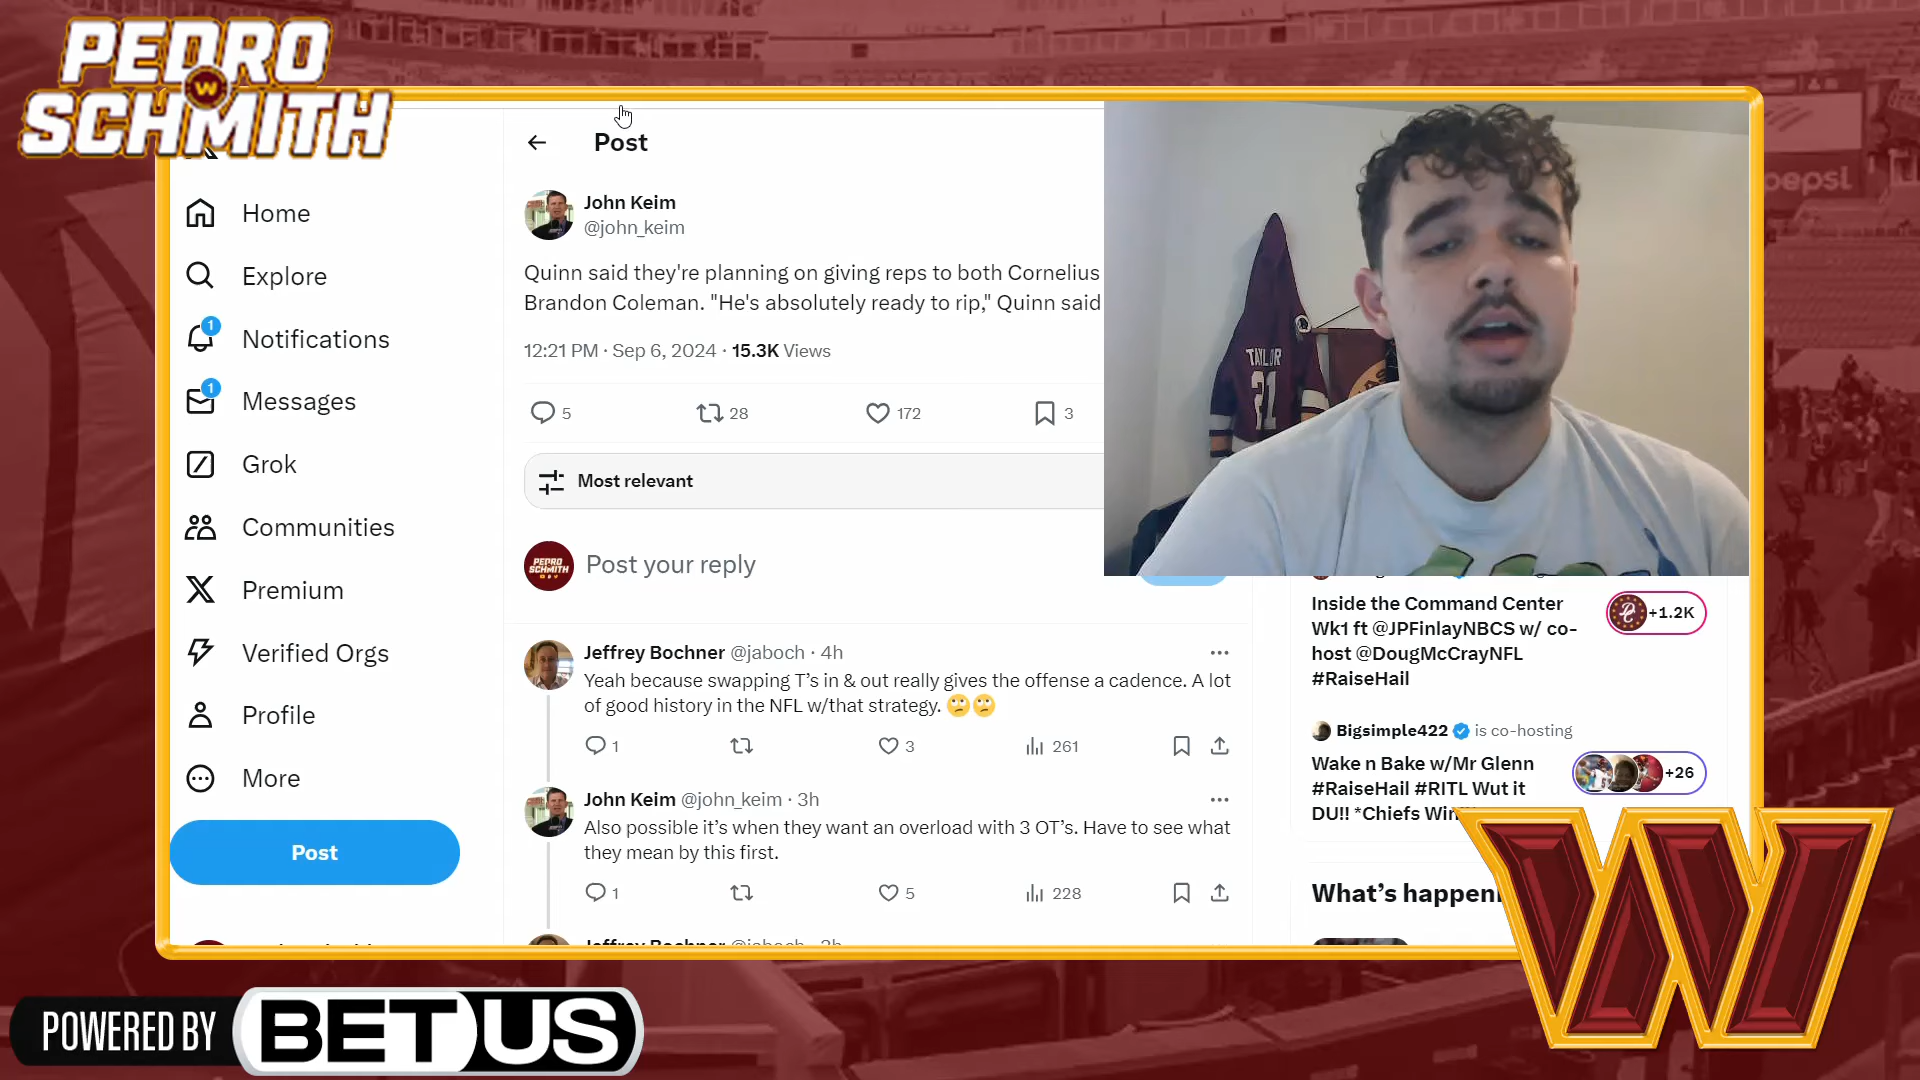 PEDRO
SCHMITH
Post
John Keim
@john_keim
Quinn said they're planning on giving reps to both Cornelius
Brandon Coleman. "He's absolutely ready to rip," Quinn said
12:21 PM · Sep 6, 2024 · 15.3K Views
5 28 172 3
Most relevant
PEDRO
SCHMITH
Post your reply
Jeffrey Bochner @jaboch · 4h
Yeah because swapping T's in & out really gives the offense a cadence. A lot
of good history in the NFL w/that strategy. 🙄🙄
1 3 261
John Keim @john_keim · 3h
Also possible it's when they want an overload with 3 OT's. Have to see what
they mean by this first.
1 5 228
Home
Explore
1
Notifications
1
Messages
Grok
Communities
Premium
Verified Orgs
Profile
More
Post
TAYLOR
21
pepsi
Inside the Command Center
Wk1 ft @JPFinlayNBCS w/ co-
host @DougMcCrayNFL
#RaiseHail
+1.2K
Bigsimple422 is co-hosting
Wake n Bake w/Mr Glenn
#RaiseHail #RITL Wut it
DU!! *Chiefs
+26
What's
W
POWERED BY
BETUS